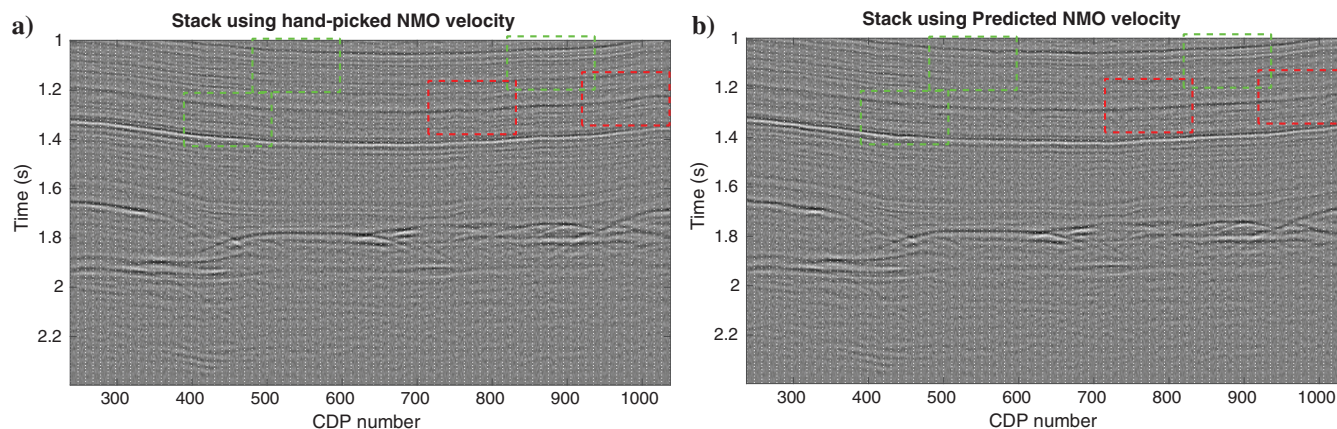 a)
Stack using hand-picked NMO velocity
1
1.2
1.4
1.6
1.8
2
2.2
Time (s)
300 400 500 600 700 800 900 1000
CDP number
b)
Stack using Predicted NMO velocity
1
1.2
1.4
1.6
1.8
2
2.2
Time (s)
300 400 500 600 700 800 900 1000
CDP number